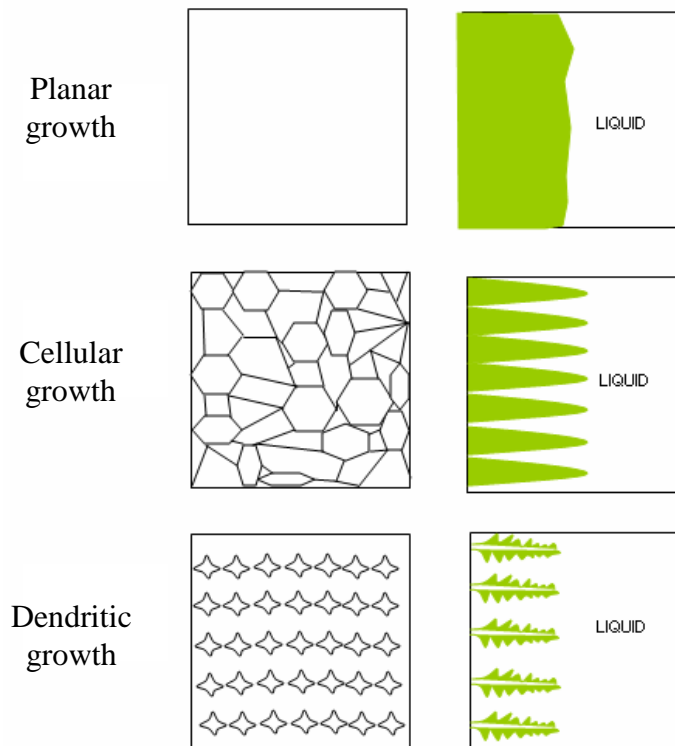 Planar
growth
LIQUID
Cellular
growth
LIQUID
Dendritic
growth
LIQUID